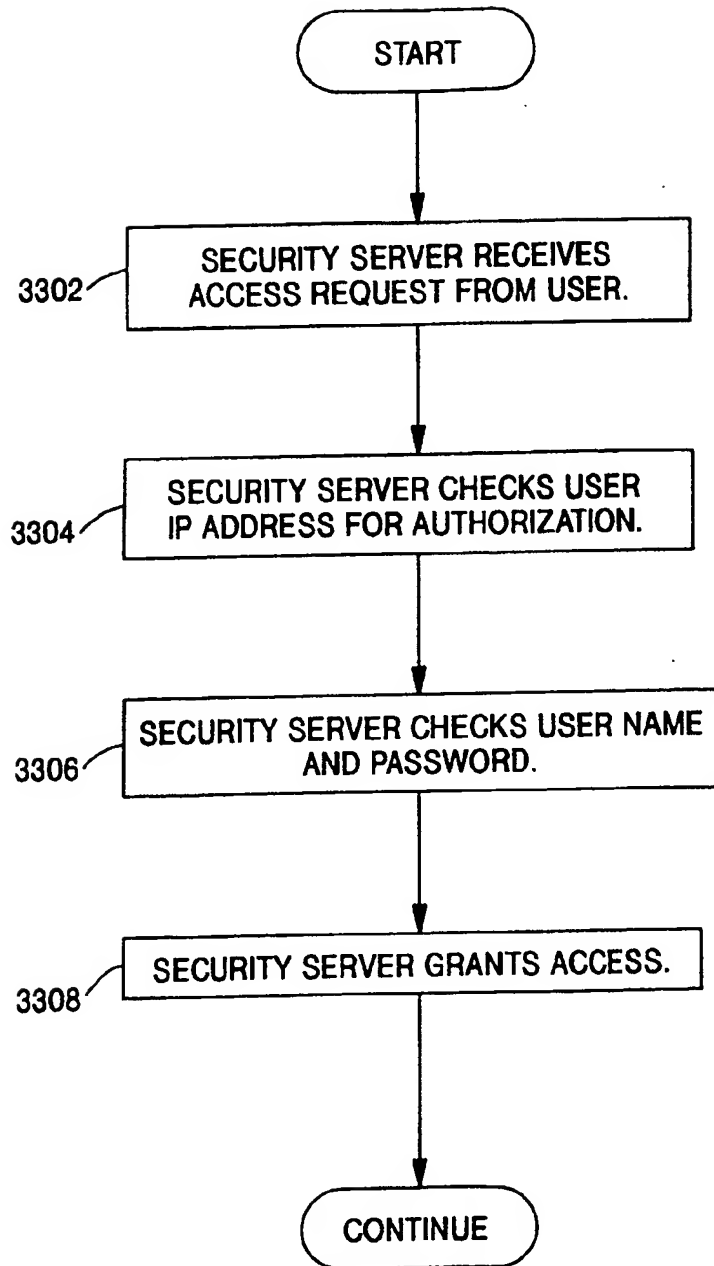 START
SECURITY SERVER RECEIVES
ACCESS REQUEST FROM USER.
3302
SECURITY SERVER CHECKS USER
IP ADDRESS FOR AUTHORIZATION.
3304
SECURITY SERVER CHECKS USER NAME
AND PASSWORD.
3306
SECURITY SERVER GRANTS ACCESS.
3308
CONTINUE